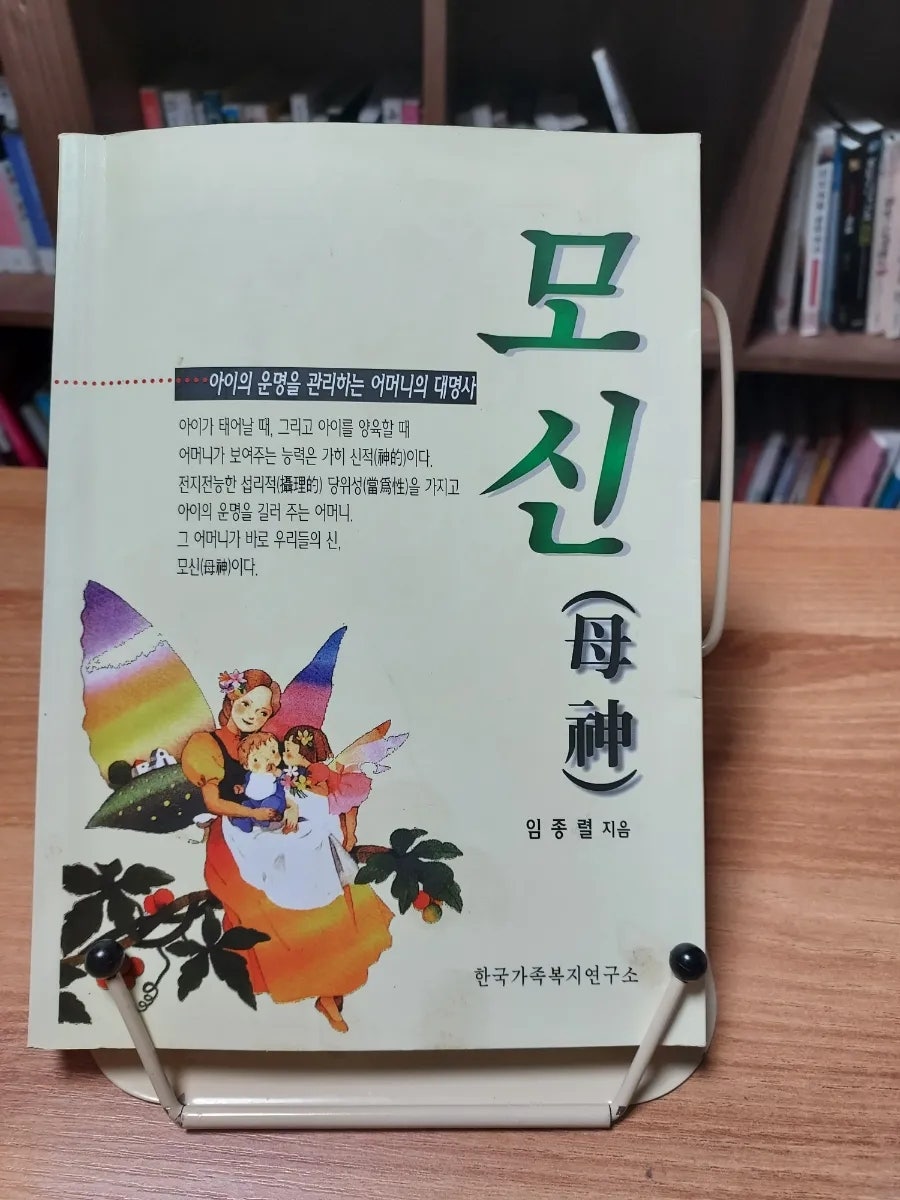 모신
(母神)
아이의 운명을 관리하는 어머니의 대명사
아이가 태어날 때, 그리고 아이를 양육할 때
어머니가 보여주는 능력은 가히 신적(神的)이다.
전지전능한 섭리적(攝理的) 당위성(當爲性)을 가지고
아이의 운명을 길러 주는 어머니.
그 어머니가 바로 우리들의 신,
모신(母神)이다.
임종렬 지음
한국가족복지연구소